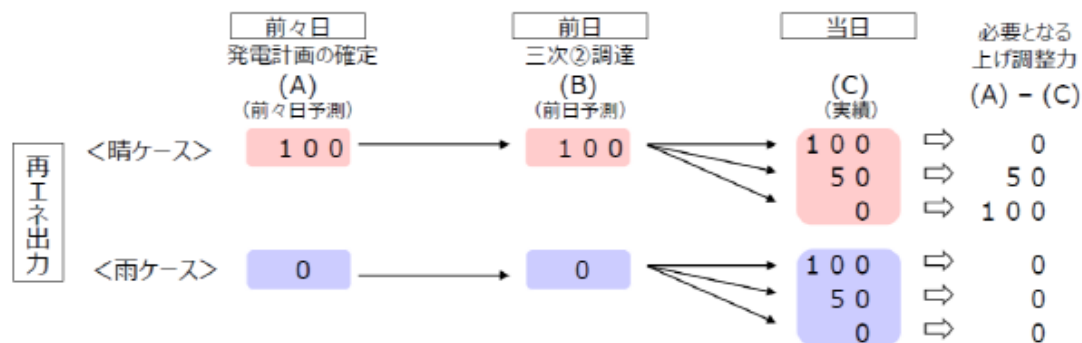 前々日 前日 当日 必要となる
発電計画の確定 三次②調達 上げ調整力
(A) (B) (C) (A) – (C)
(前々日予測) (前日予測) (実績)
再エネ出力
<晴ケース> 100 100 100 ⇨ 0
50 ⇨ 50
0 ⇨ 100
<雨ケース> 0 0 100 ⇨ 0
50 ⇨ 0
0 ⇨ 0